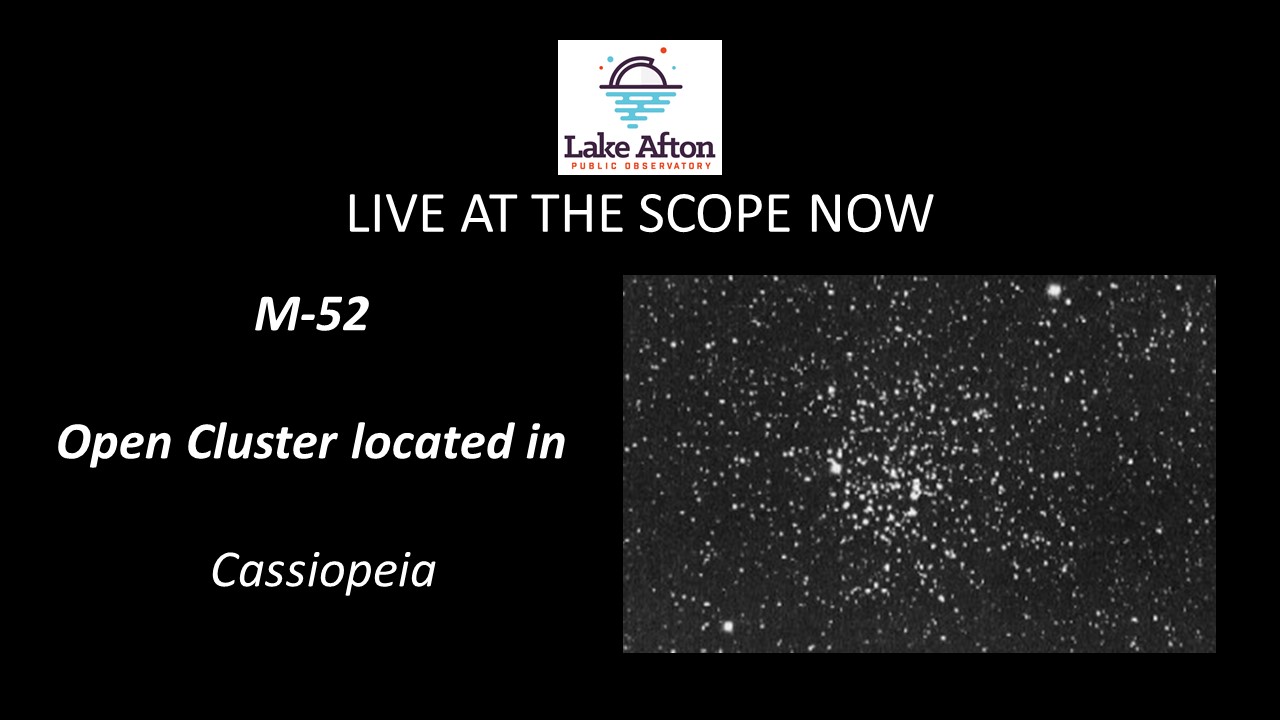 Lake Afton
PUBLIC OBSERVATORY
LIVE AT THE SCOPE NOW
M-52
Open Cluster located in
Cassiopeia